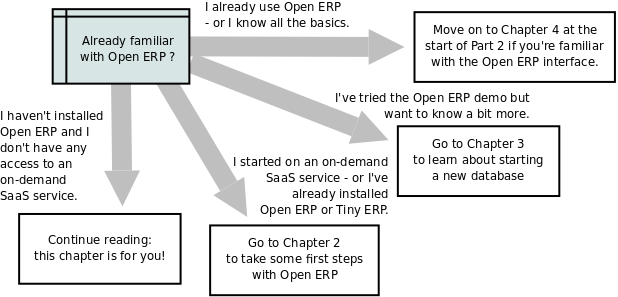 Already familiar
with Open ERP ?
I already use Open ERP
- or I know all the basics.
Move on to Chapter 4 at the
start of Part 2 if you're familiar
with the Open ERP interface.
I've tried the Open ERP demo but
want to know a bit more.
Go to Chapter 3
to learn about starting
a new database
I started on an on-demand
SaaS service - or I've
already installed
Open ERP or Tiny ERP.
Go to Chapter 2
to take some first steps
with Open ERP
I haven't installed
Open ERP and I
don't have any
access to an
on-demand
SaaS service.
Continue reading:
this chapter is for you!